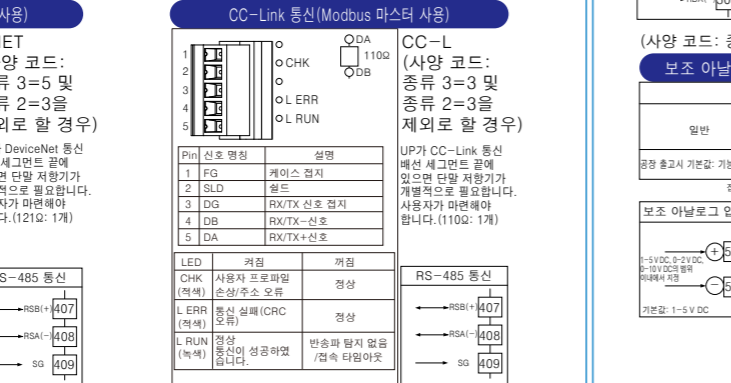 사용)
CC-Link 통신(Modbus 마스터 사용)
NET
양 코드:
류 3=5 및
류 2=3을
외로 할 경우)
DeviceNet 통신
세그먼트 끝에
면 단말 저항기가
적으로 필요합니다.
자가 마련해야
다.(121Ω: 1개)
S-485 통신
RSB(+) 407
RSA(-) 408
SG 409
1
2
3
4
5
CHK
L ERR
L RUN
DA
110Ω
DB
Pin 신호 명칭 설명
1 FG 케이스 접지
2 SLD 쉴드
3 DG RX/TX 신호 접지
4 DB RX/TX-신호
5 DA RX/TX+신호
LED 켜짐 꺼짐
CHK (적색) 사용자 프로파일 손상/주소 오류 정상
L ERR (적색) 통신 실패(CRC 오류) 정상
L RUN (녹색) 정상 통신이 성공하였습니다. 반송파 탐지 없음 /접속 타임아웃
CC-L
(사양 코드:
종류 3=3 및
종류 2=3을
제외로 할 경우)
UP가 CC-Link 통신
배선 세그먼트 끝에
있으면 단말 저항기가
개별적으로 필요합니다.
사용자가 마련해야
합니다.(110Ω: 1개)
RS-485 통신
RSB(+) 407
RSA(-) 408
SG 409
(사양 코드: 종
보조 아날
일반
공장 출고시 기본값: 기능
보조 아날로그 입
1-5 V DC, 0-2 V DC,
0-10 V DC의 범위
이내에서 지정
+ 5
- 5
기본값: 1-5 V DC